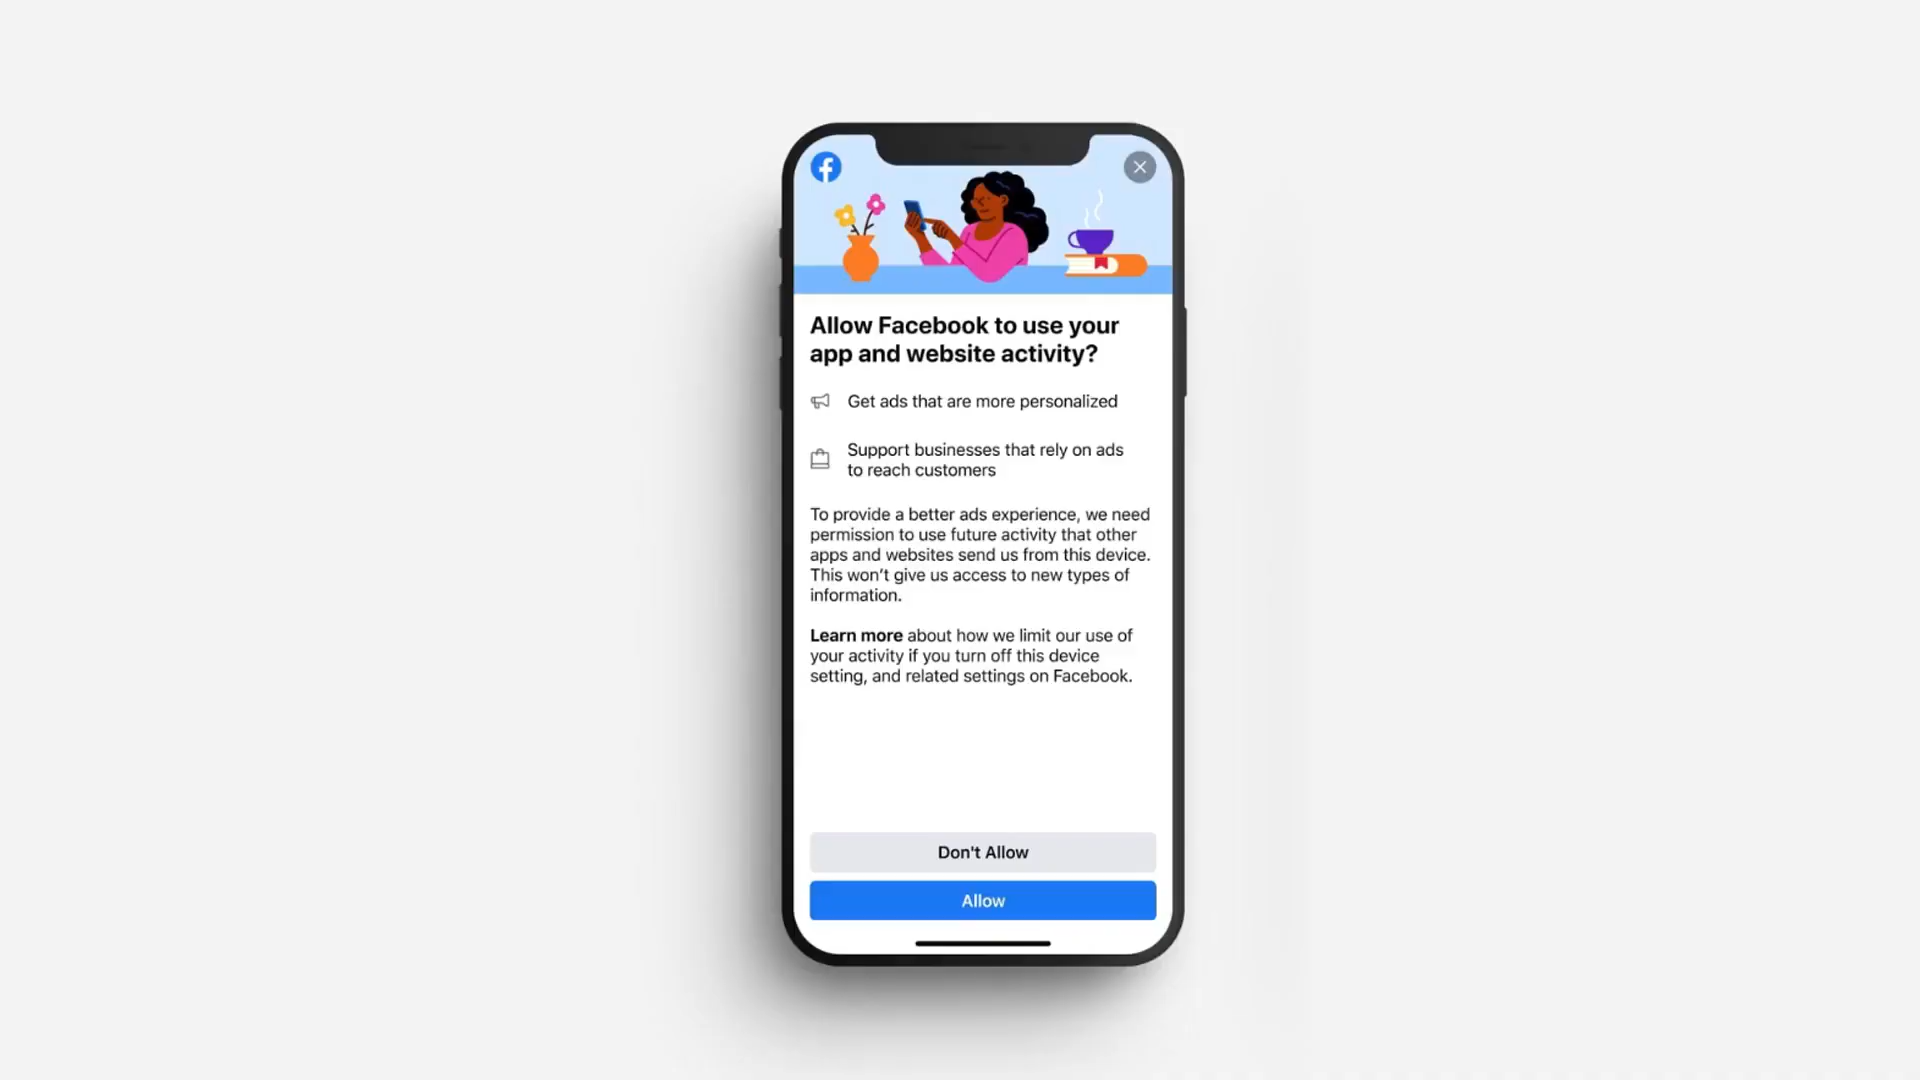 Allow Facebook to use your
app and website activity?
Get ads that are more personalized
Support businesses that rely on ads
to reach customers
To provide a better ads experience, we need
permission to use future activity that other
apps and websites send us from this device.
This won't give us access to new types of
information.
Learn more about how we limit our use of
your activity if you turn off this device
setting, and related settings on Facebook.
Don't Allow
Allow